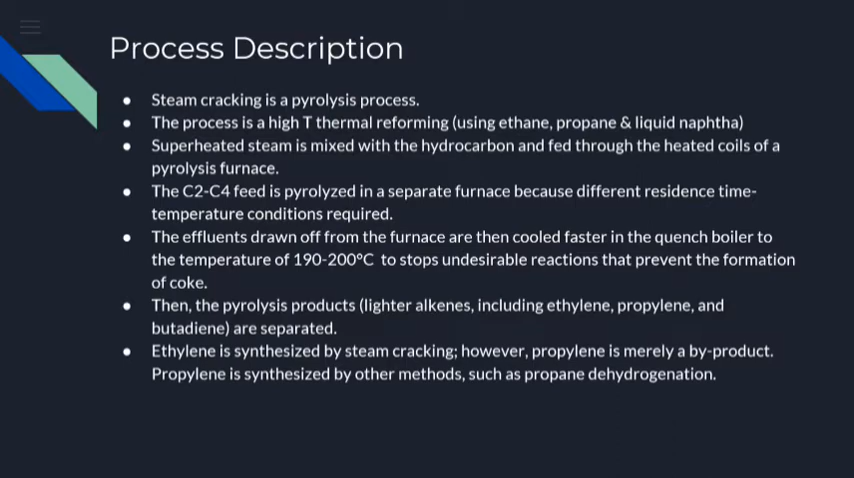 Process Description
● Steam cracking is a pyrolysis process.
● The process is a high T thermal reforming (using ethane, propane & liquid naphtha)
● Superheated steam is mixed with the hydrocarbon and fed through the heated coils of a
pyrolysis furnace.
● The C2-C4 feed is pyrolyzed in a separate furnace because different residence time-
temperature conditions required.
● The effluents drawn off from the furnace are then cooled faster in the quench boiler to
the temperature of 190-200°C to stops undesirable reactions that prevent the formation
of coke.
● Then, the pyrolysis products (lighter alkenes, including ethylene, propylene, and
butadiene) are separated.
● Ethylene is synthesized by steam cracking; however, propylene is merely a by-product.
Propylene is synthesized by other methods, such as propane dehydrogenation.